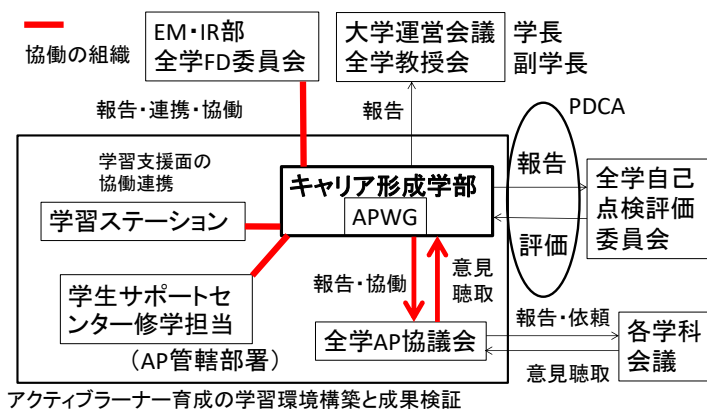 協働の組織
EM・IR部
全学FD委員会
大学運営会議
全学教授会
学長
副学長
報告・連携・協働
報告
PDCA
学習支援面の
協働連携
キャリア形成学部
APWG
報告
評価
全学自己
点検評価
委員会
学習ステーション
学生サポートセ
ンター修学担当
(AP管轄部署)
報告・協働
意見
聴取
全学AP協議会
報告・依頼
意見聴取
各学科
会議
アクティブラーナー育成の学習環境構築と成果検証